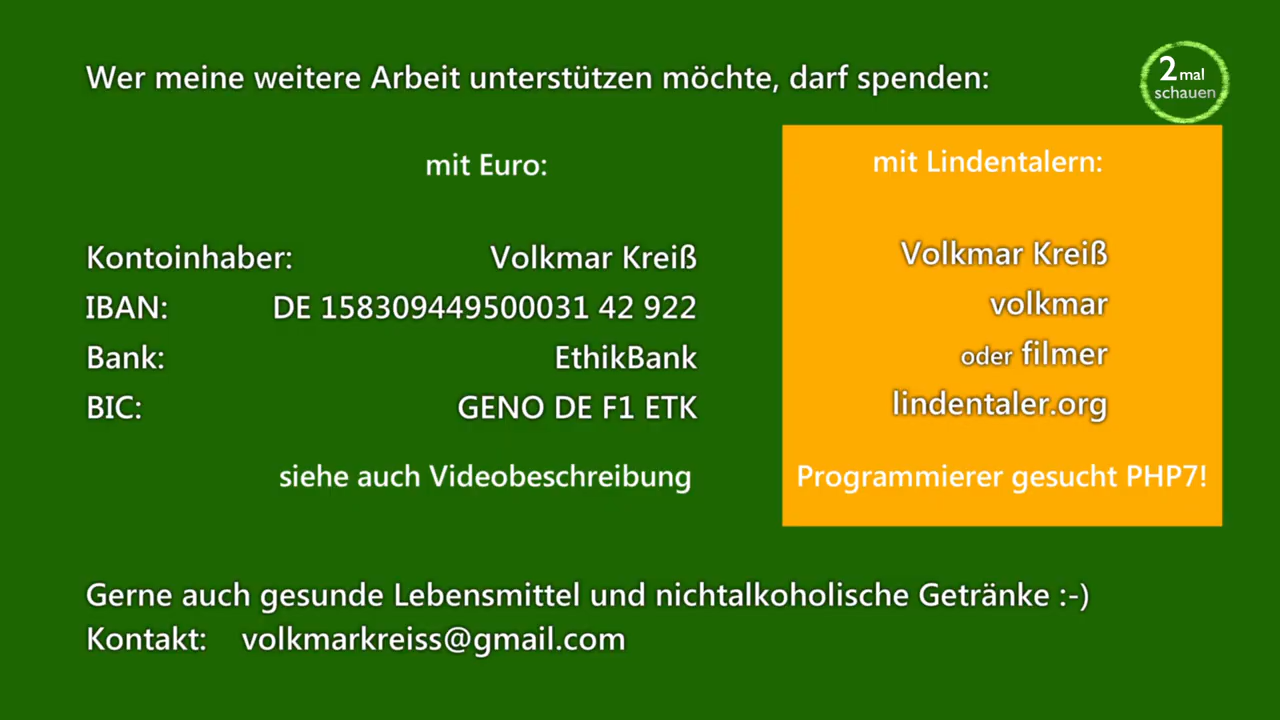 Wer meine weitere Arbeit unterstützen möchte, darf spenden:
2 mal
schauen
mit Euro:
Kontoinhaber: Volkmar Kreiß
IBAN: DE 158309449500031 42 922
Bank: EthikBank
BIC: GENO DE F1 ETK
siehe auch Videobeschreibung
mit Lindentalern:
Volkmar Kreiß
volkmar
oder filmer
lindentaler.org
Programmierer gesucht PHP7!
Gerne auch gesunde Lebensmittel und nichtalkoholische Getränke :-)
Kontakt: volkmarkreiss@gmail.com